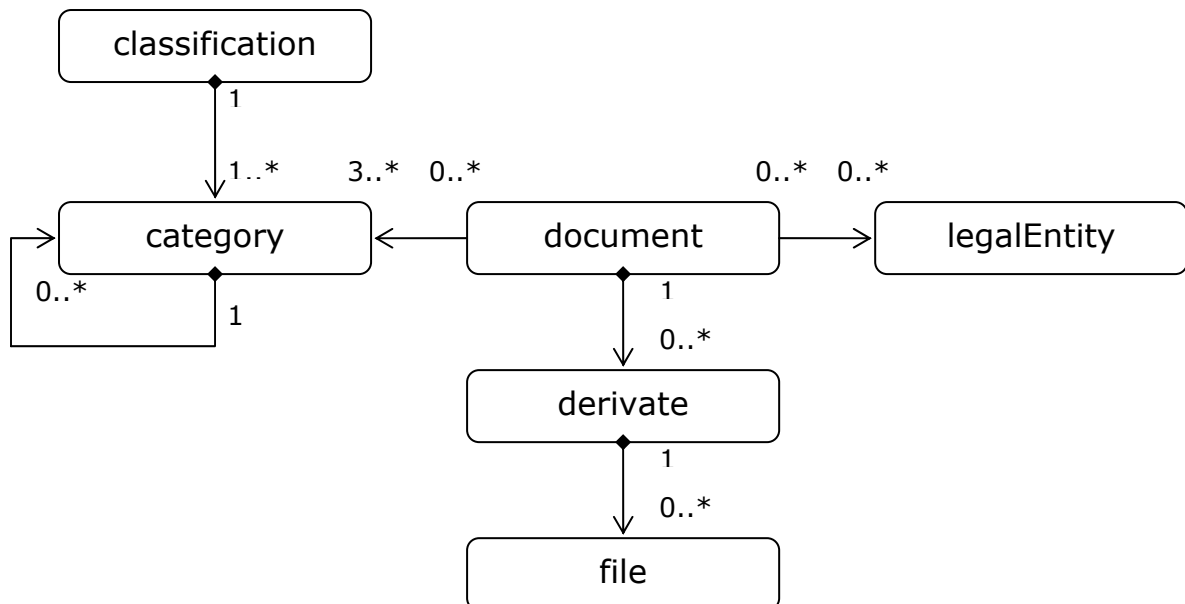 classification
1
1..*
3..* 0..* 0..* 0..*
category document legalEntity
0..* 1
1
0..*
derivate
1
0..*
file